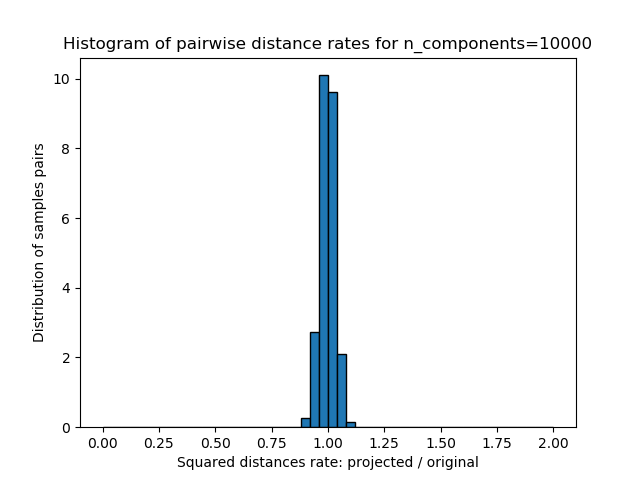 Histogram of pairwise distance rates for n_components=10000
Distribution of samples pairs
10
8
6
4
2
0
0.00 0.25 0.50 0.75 1.00 1.25 1.50 1.75 2.00
Squared distances rate: projected / original